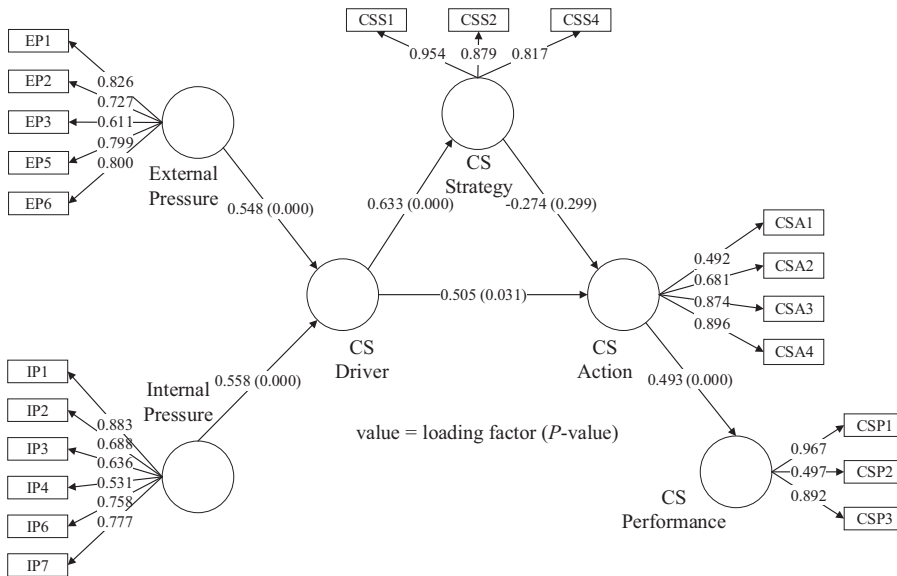 CSS1
CSS2
CSS4
0.954
0.879
0.817
EP1
EP2
EP3
EP5
EP6
0.826
0.727
0.611
0.799
0.800
External
Pressure
CS
Strategy
0.548 (0.000)
0.633 (0.000)
-0.274 (0.299)
CSA1
CSA2
CSA3
CSA4
0.492
0.681
0.874
0.896
0.505 (0.031)
CS
Driver
CS
Action
IP1
IP2
IP3
IP4
IP6
IP7
0.883
0.688
0.636
0.531
0.758
0.777
Internal
Pressure
0.558 (0.000)
0.493 (0.000)
value = loading factor (P-value)
CSP1
CSP2
CSP3
0.967
0.497
0.892
CS
Performance